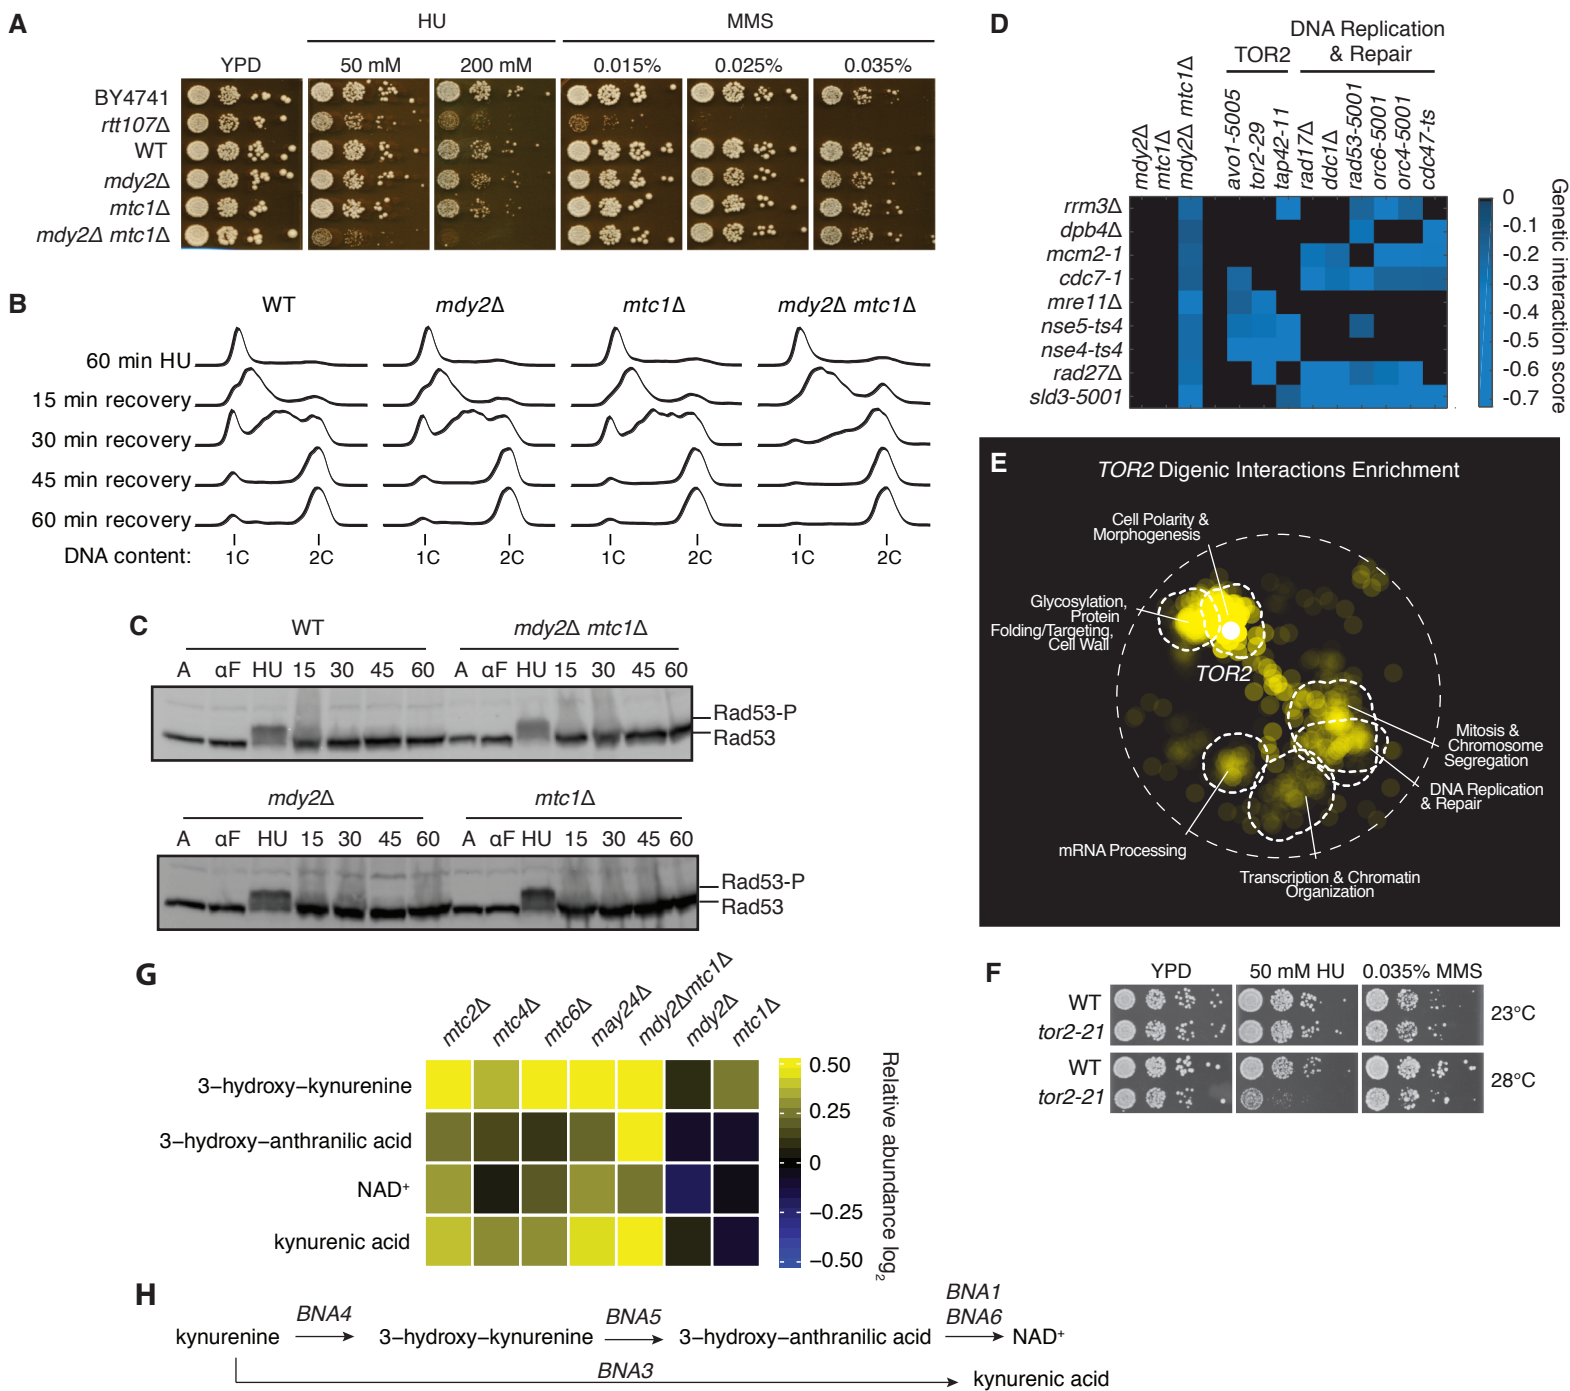 A
HU
MMS
YPD
50 mM
200 mM
0.015%
0.025%
0.035%
BY4741
rtt107Δ
WT
mdy2Δ
mtc1Δ
mdy2Δ mtc1Δ
B
WT
mdy2Δ
mtc1Δ
mdy2Δ mtc1Δ
60 min HU
15 min recovery
30 min recovery
45 min recovery
60 min recovery
DNA content:
1C
2C
1C
2C
1C
2C
1C
2C
C
WT
mdy2Δ mtc1Δ
A αF HU 15 30 45 60 A αF HU 15 30 45 60
Rad53-P
Rad53
mdy2Δ
mtc1Δ
A αF HU 15 30 45 60 A αF HU 15 30 45 60
Rad53-P
Rad53
D
TOR2
DNA Replication
& Repair
mdy2Δ
mtc1Δ
mdy2Δ mtc1Δ
avo1-5005
tor2-29
tap42-11
rad17Δ
ddc1Δ
rad53-5001
orc6-5001
orc4-5001
cdc47-ts
rrm3Δ
dpb4Δ
mcm2-1
cdc7-1
mre11Δ
nse5-ts4
nse4-ts4
rad27Δ
sld3-5001
0
-0.1
-0.2
-0.3
-0.4
-0.5
-0.6
-0.7
Genetic interaction score
E
TOR2 Digenic Interactions Enrichment
Cell Polarity &
Morphogenesis
Glycosylation,
Protein
Folding/Targeting,
Cell Wall
TOR2
Mitosis &
Chromosome
Segregation
DNA Replication
& Repair
mRNA Processing
Transcription & Chromatin
Organization
F
YPD
50 mM HU
0.035% MMS
WT
tor2-21
23°C
WT
tor2-21
28°C
G
mtc2Δ
mtc4Δ
mtc6Δ
may24Δ
mdy2Δmtc1Δ
mdy2Δ
mtc1Δ
3–hydroxy–kynurenine
3–hydroxy–anthranilic acid
NAD⁺
kynurenic acid
0.50
0.25
0
−0.25
−0.50
Relative abundance log₂
H
kynurenine
BNA4
3–hydroxy–kynurenine
BNA5
3–hydroxy–anthranilic acid
BNA1
BNA6
NAD⁺
BNA3
kynurenic acid